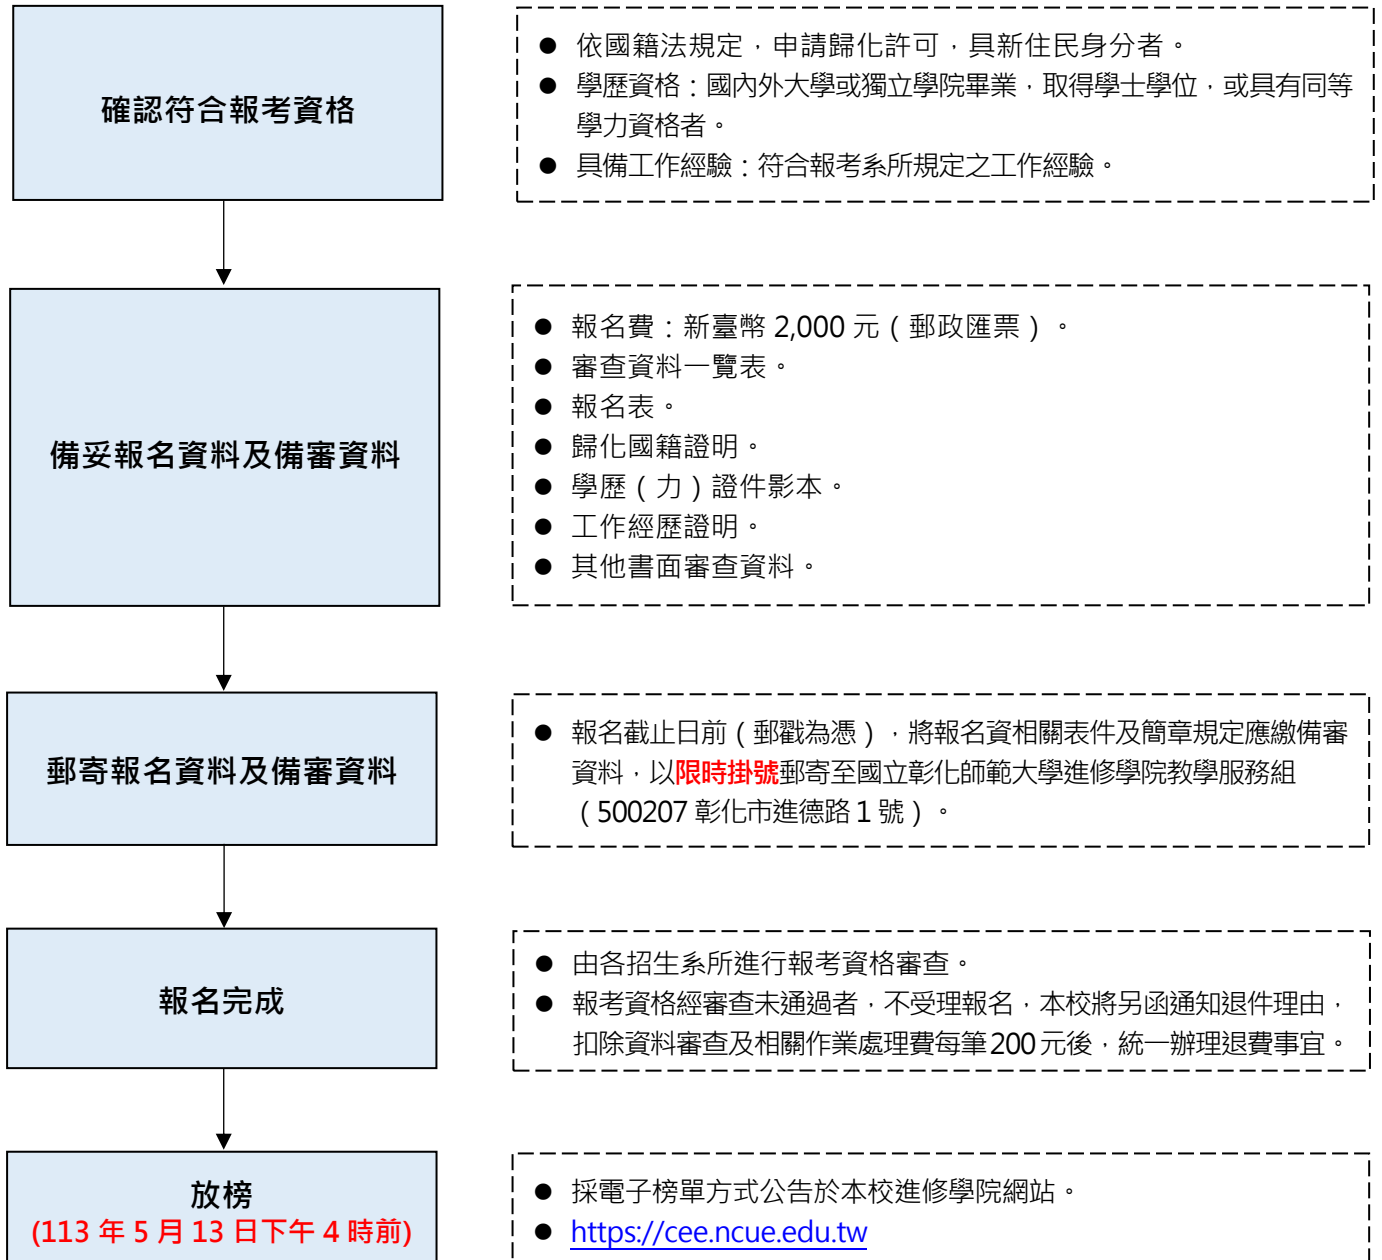 確認符合報考資格
● 依國籍法規定，申請歸化許可，具新住民身分者。
● 學歷資格：國內外大學或獨立學院畢業，取得學士學位，或具有同等
學力資格者。
● 具備工作經驗：符合報考系所規定之工作經驗。
備妥報名資料及備審資料
● 報名費：新臺幣 2,000 元（郵政匯票）。
● 審查資料一覽表。
● 報名表。
● 歸化國籍證明。
● 學歷（力）證件影本。
● 工作經歷證明。
● 其他書面審查資料。
郵寄報名資料及備審資料
● 報名截止日前（郵戳為憑），將報名資相關表件及簡章規定應繳備審
資料，以限時掛號郵寄至國立彰化師範大學進修學院教學服務組
（500207 彰化市進德路 1 號）。
報名完成
● 由各招生系所進行報考資格審查。
● 報考資格經審查未通過者，不受理報名，本校將另函通知退件理由，
扣除資料審查及相關作業處理費每筆 200 元後，統一辦理退費事宜。
放榜
(113 年 5 月 13 日下午 4 時前)
● 採電子榜單方式公告於本校進修學院網站。
● https://cee.ncue.edu.tw